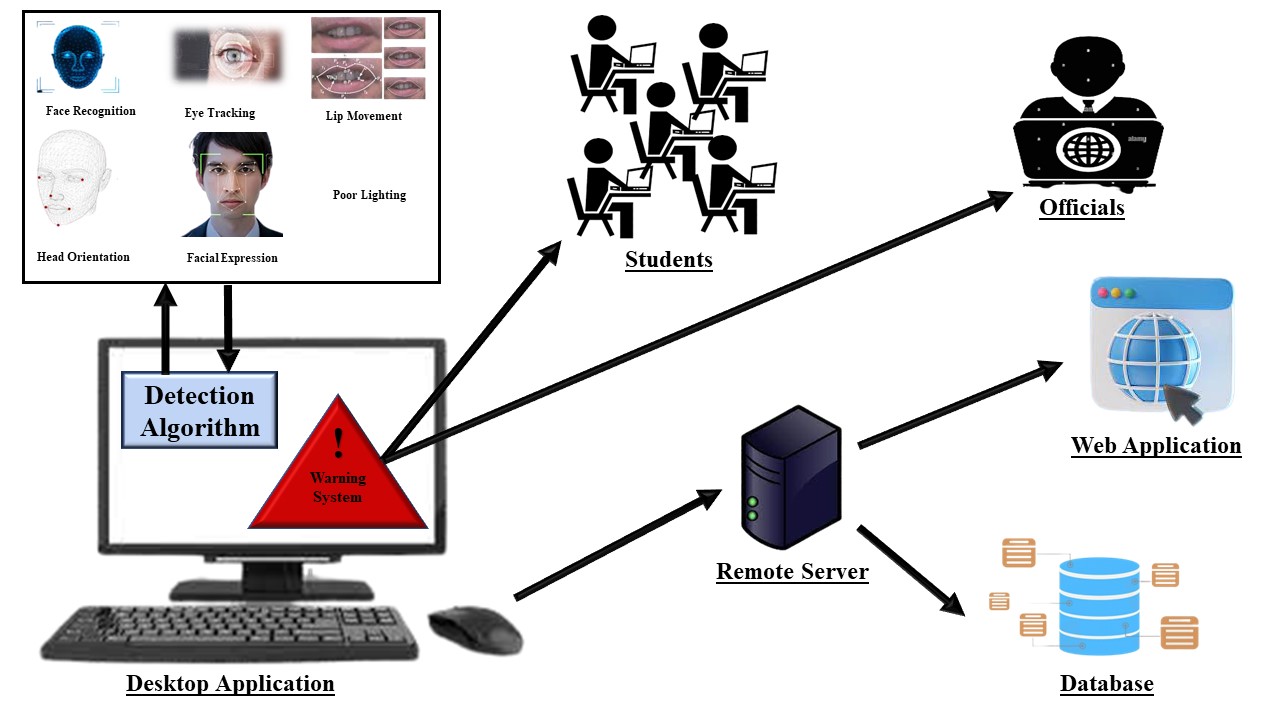 Face Recognition
Eye Tracking
Lip Movement
Poor Lighting
Head Orientation
Facial Expression
Students
alamy
Officials
Detection
Algorithm
!
Warning
System
Web Application
Remote Server
Desktop Application
Database